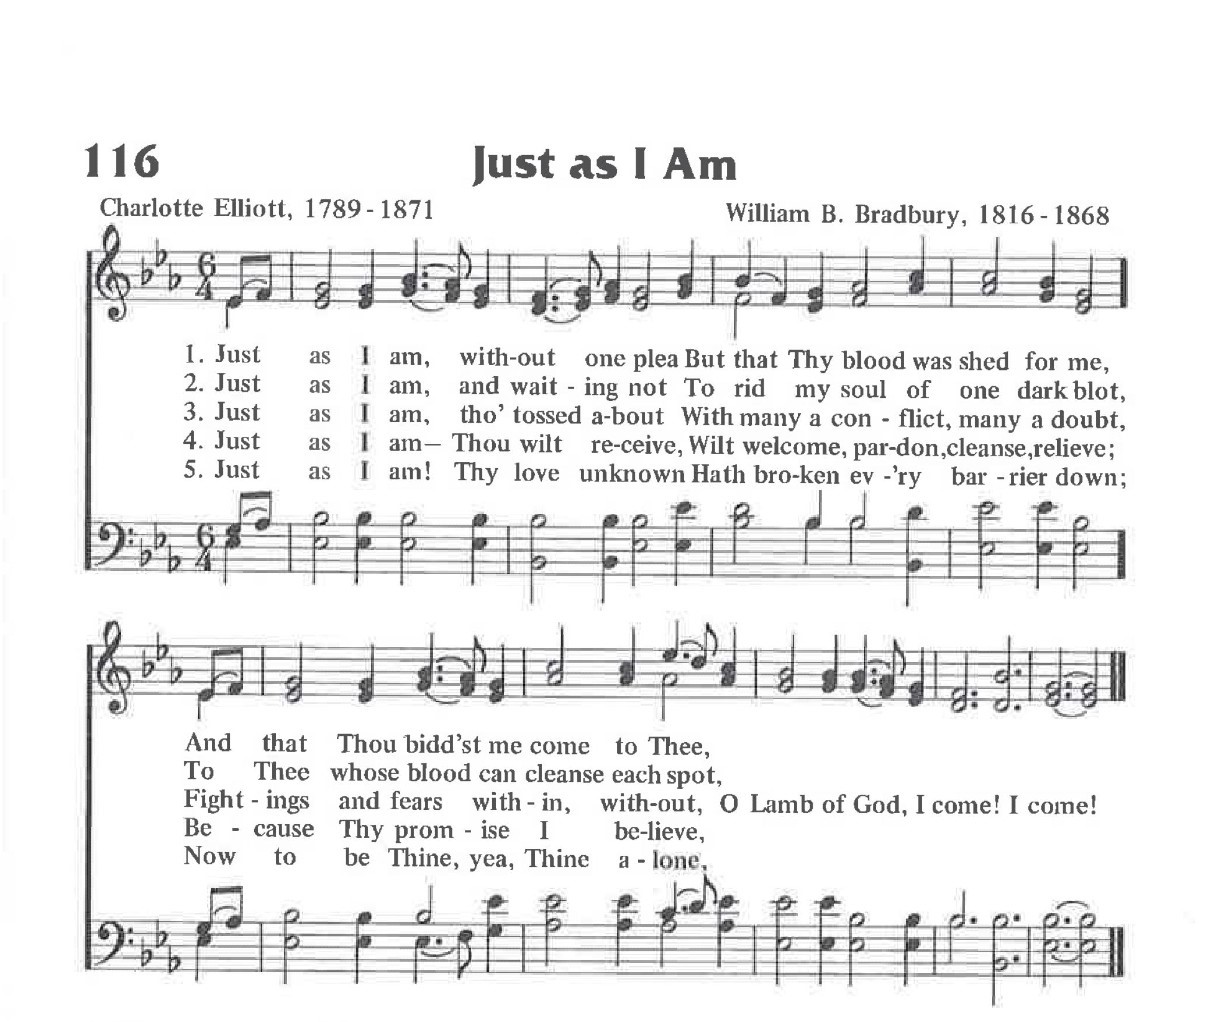 116
Just as I Am
Charlotte Elliott, 1789-1871
William B. Bradbury, 1816-1868
1. Just as I am, with-out one plea But that Thy blood was shed for me,
2. Just as I am, and wait - ing not To rid my soul of one dark blot,
3. Just as I am, tho' tossed a-bout With many a con - flict, many a doubt,
4. Just as I am— Thou wilt re-ceive, Wilt welcome, par-don,cleanse,relieve;
5. Just as I am! Thy love unknown Hath bro-ken ev -'ry bar -rier down;
And that Thou bidd'st me come to Thee,
To Thee whose blood can cleanse each spot,
Fight - ings and fears with - in, with-out, O Lamb of God, I come! I come!
Be - cause Thy prom - ise I be-lieve,
Now to be Thine, yea, Thine a - lone,